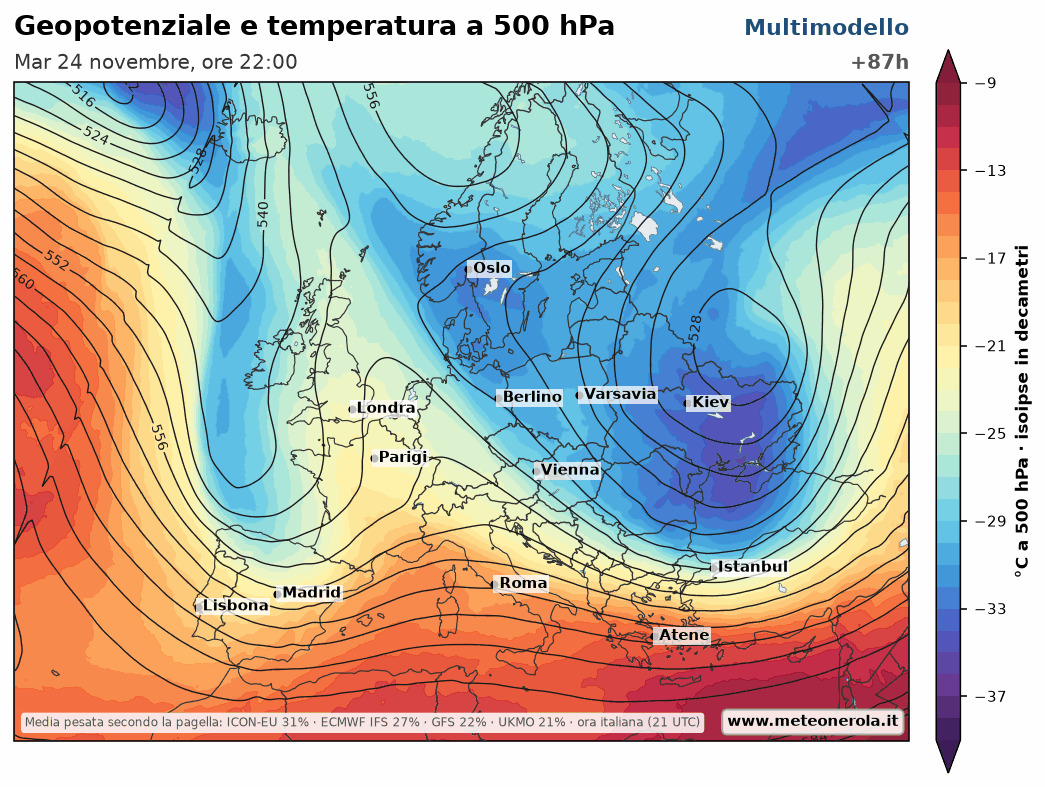 Geopotenziale e temperatura a 500 hPa
Multimodello
Mar 24 novembre, ore 22:00
+87h
516
524
528
540
556
552
560
556
528
Oslo
Berlino
Varsavia
Kiev
Londra
Parigi
Vienna
Istanbul
Roma
Madrid
Lisbona
Atene
Media pesata secondo la pagella: ICON-EU 31% · ECMWF IFS 27% · GFS 22% · UKMO 21% · ora italiana (21 UTC)
www.meteonerola.it
−9
−13
−17
−21
−25
−29
−33
−37
°C a 500 hPa · isoipse in decametri